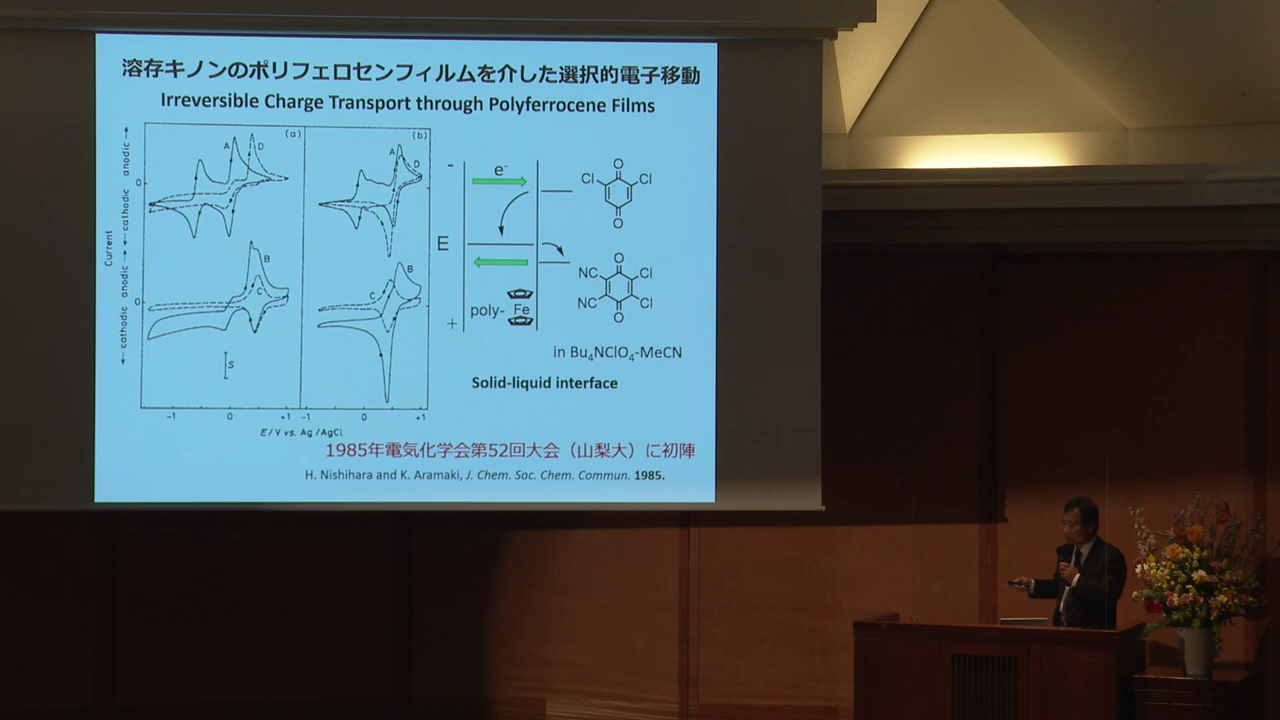 溶存キノンのポリフェロセンフィルムを介した選択的電子移動
Irreversible Charge Transport through Polyferrocene Films
(a)
(b)
A
D
A
D
B
C
B
C
0
0
S
Current
← cathodic anodic →
← cathodic anodic →
-1 0 +1 -1 0 +1
E/V vs. Ag/AgCl
-
e-
E
+
poly- Fe
O
Cl Cl
O
O
NC Cl
NC Cl
O
in Bu4NClO4-MeCN
Solid-liquid interface
1985年電気化学会第52回大会（山梨大）に初陣
H. Nishihara and K. Aramaki, J. Chem. Soc. Chem. Commun. 1985.